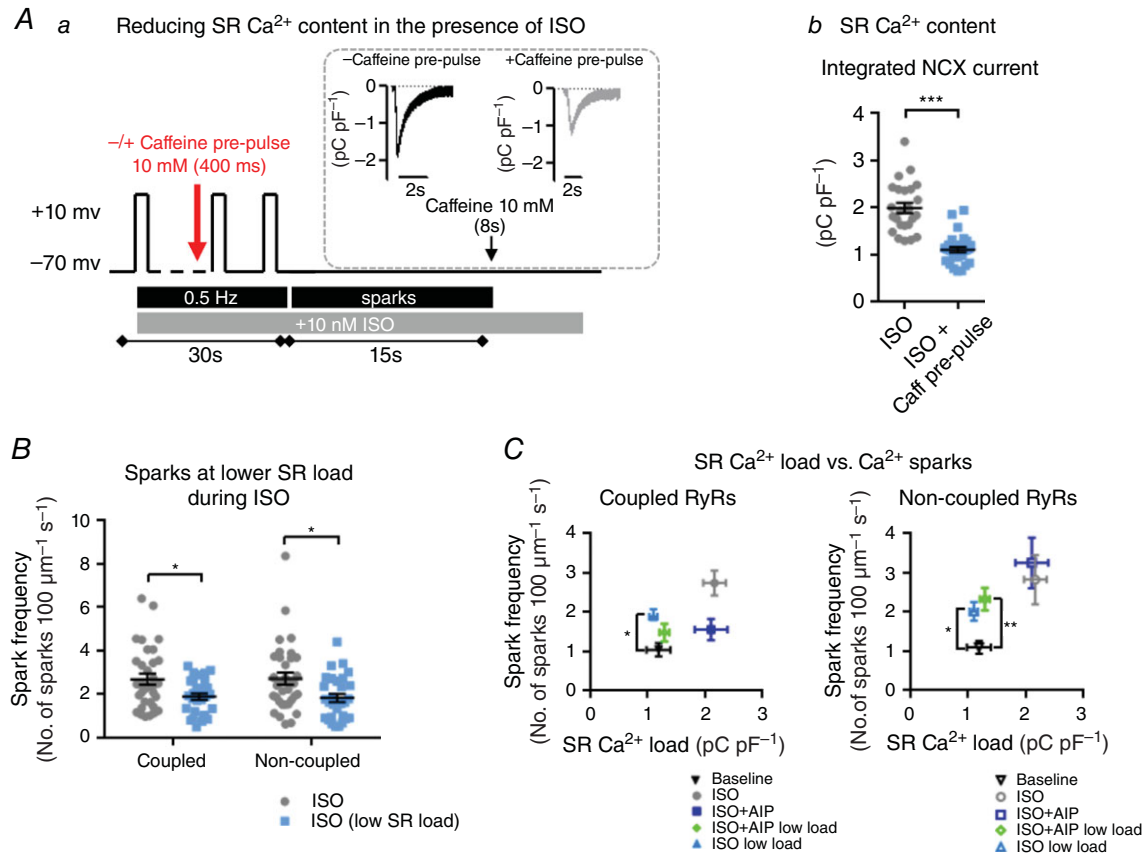 A a Reducing SR Ca2+ content in the presence of ISO
−Caffeine pre-pulse
+Caffeine pre-pulse
0
−1
−2
(pC pF−1)
2s
0
−1
−2
(pC pF−1)
2s
−/+ Caffeine pre-pulse
10 mM (400 ms)
Caffeine 10 mM
(8s)
+10 mv
−70 mv
0.5 Hz
sparks
+10 nM ISO
30s
15s
b SR Ca2+ content
Integrated NCX current
***
4
3
2
1
0
(pC pF−1)
ISO
ISO +
Caff pre-pulse
B
Sparks at lower SR load
during ISO
Spark frequency
(No. of sparks 100 µm−1 s−1)
10
8
6
4
2
0
*
*
Coupled
Non-coupled
ISO
ISO (low SR load)
C
SR Ca2+ load vs. Ca2+ sparks
Coupled RyRs
Spark frequency
(No. of sparks 100 µm−1 s−1)
4
3
2
1
0
*
0 1 2 3
SR Ca2+ load (pC pF−1)
Baseline
ISO
ISO+AIP
ISO+AIP low load
ISO low load
Non-coupled RyRs
Spark frequency
(No. of sparks 100 µm−1 s−1)
4
3
2
1
0
*
**
0 1 2 3
SR Ca2+ load (pC pF−1)
Baseline
ISO
ISO+AIP
ISO+AIP low load
ISO low load